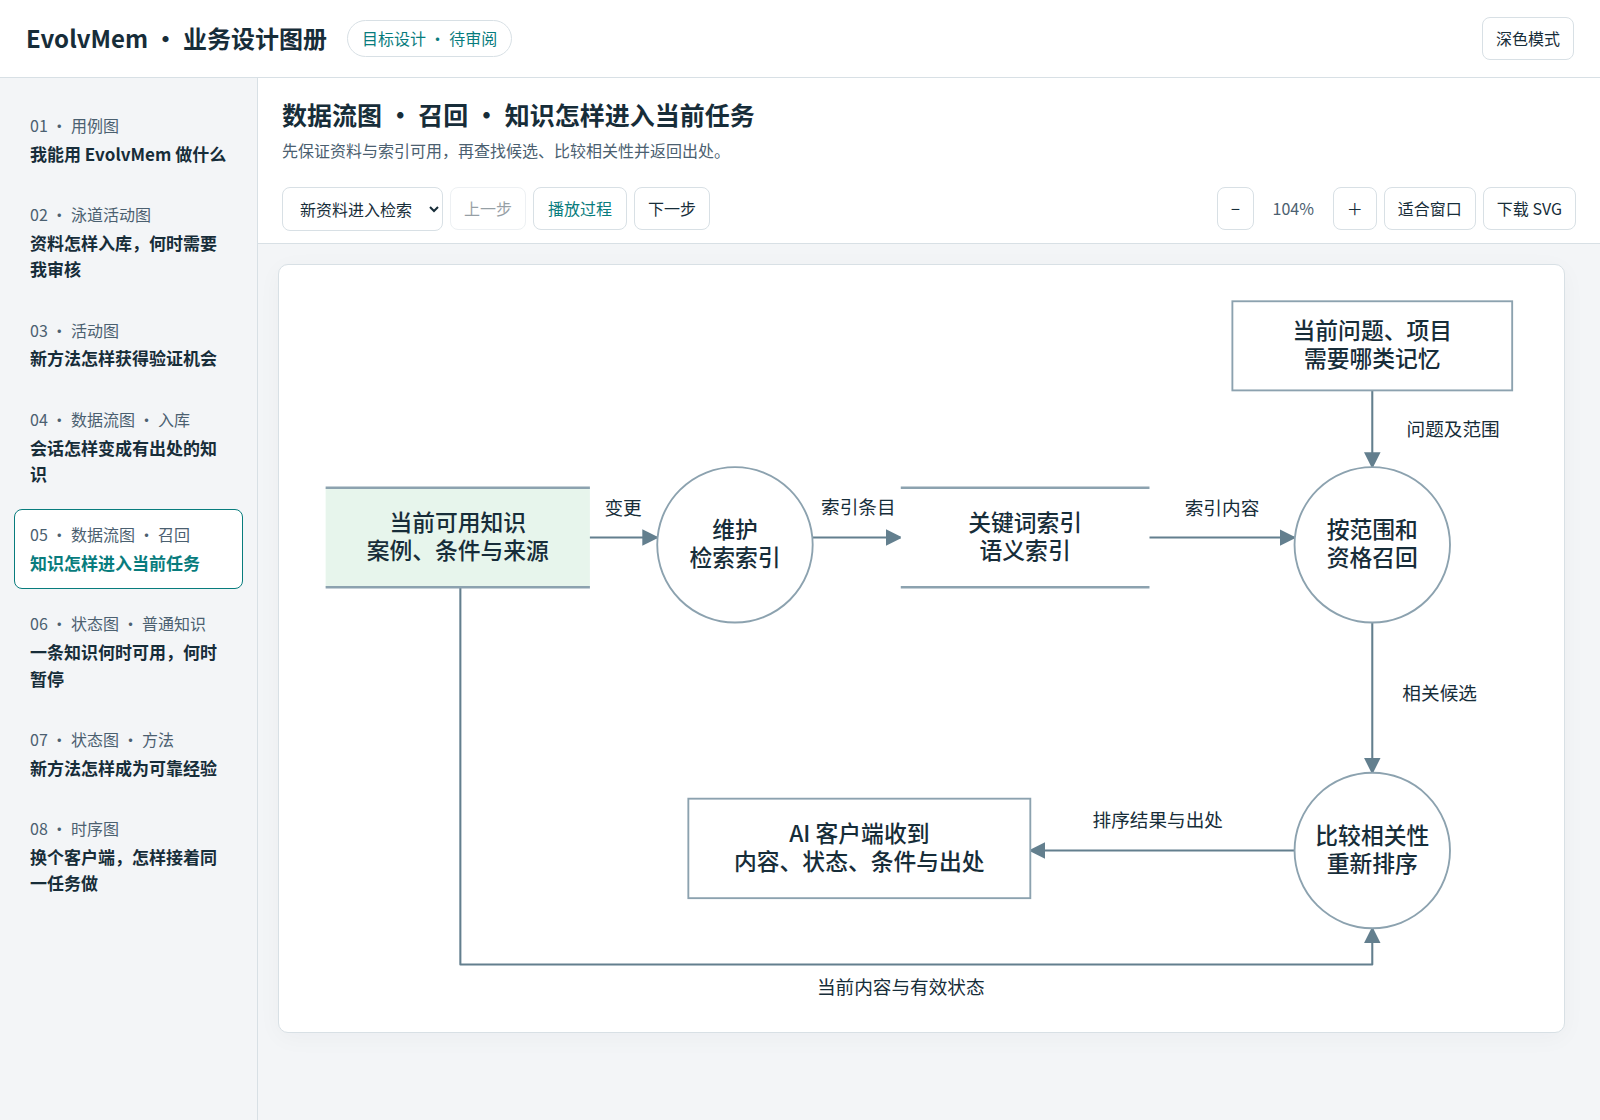 EvolvMem · 业务设计图册
目标设计 · 待审阅
深色模式
01 · 用例图
我能用 EvolvMem 做什么
02 · 泳道活动图
资料怎样入库，何时需要
我审核
03 · 活动图
新方法怎样获得验证机会
04 · 数据流图 · 入库
会话怎样变成有出处的知
识
05 · 数据流图 · 召回
知识怎样进入当前任务
06 · 状态图 · 普通知识
一条知识何时可用，何时
暂停
07 · 状态图 · 方法
新方法怎样成为可靠经验
08 · 时序图
换个客户端，怎样接着同
一任务做
数据流图 · 召回 · 知识怎样进入当前任务
先保证资料与索引可用，再查找候选、比较相关性并返回出处。
新资料进入检索
上一步
播放过程
下一步
−
104%
＋
适合窗口
下载 SVG
当前问题、项目
需要哪类记忆
问题及范围
当前可用知识
案例、条件与来源
变更
维护
检索索引
索引条目
关键词索引
语义索引
索引内容
按范围和
资格召回
相关候选
AI 客户端收到
内容、状态、条件与出处
排序结果与出处
比较相关性
重新排序
当前内容与有效状态